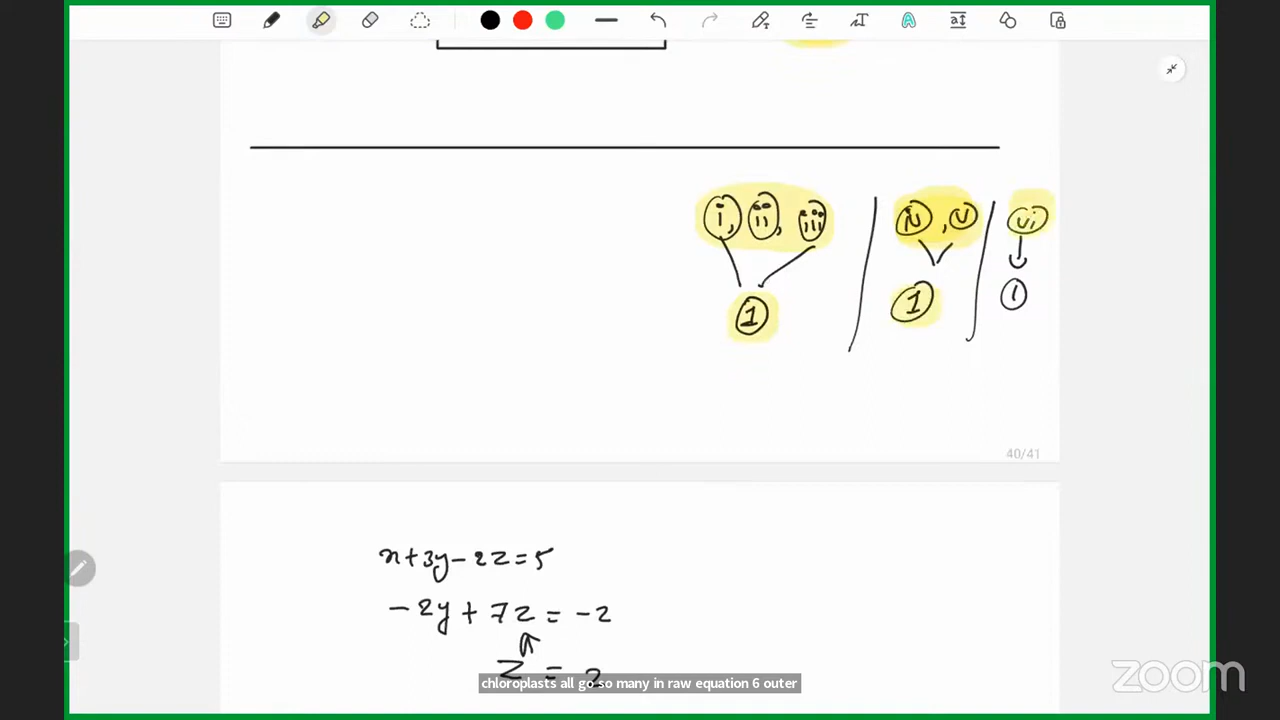 i, ii, iii
iv, v
vi
1
1
1
40/41
x+3y-2z=5
-2y+7z=-2
z=2
chloroplasts all go so many in raw equation 6 outer
zoom